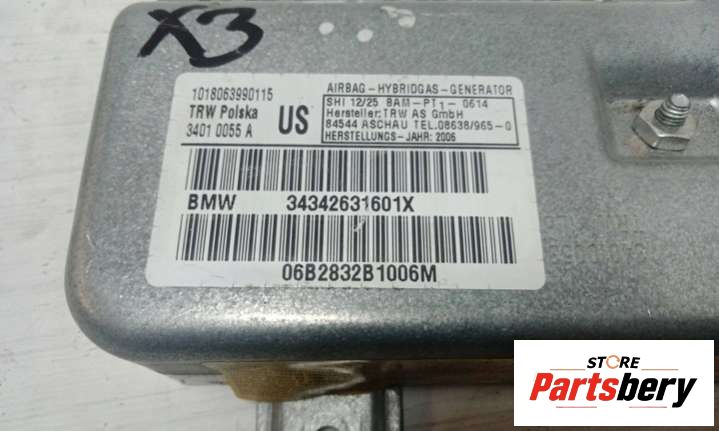 X3
1018063990115
TRW Polska
3401 0055 A
US
AIRBAG-HYBRIDGAS-GENERATOR
SHI 12/25 BAM-PT1- 0614
Hersteller:TRW AS GmbH
84544 ASCHAU TEL.08638/965-0
HERSTELLUNGS-JAHR: 2006
BMW 34342631601X
06B2832B1006M
STORE
Partsbery